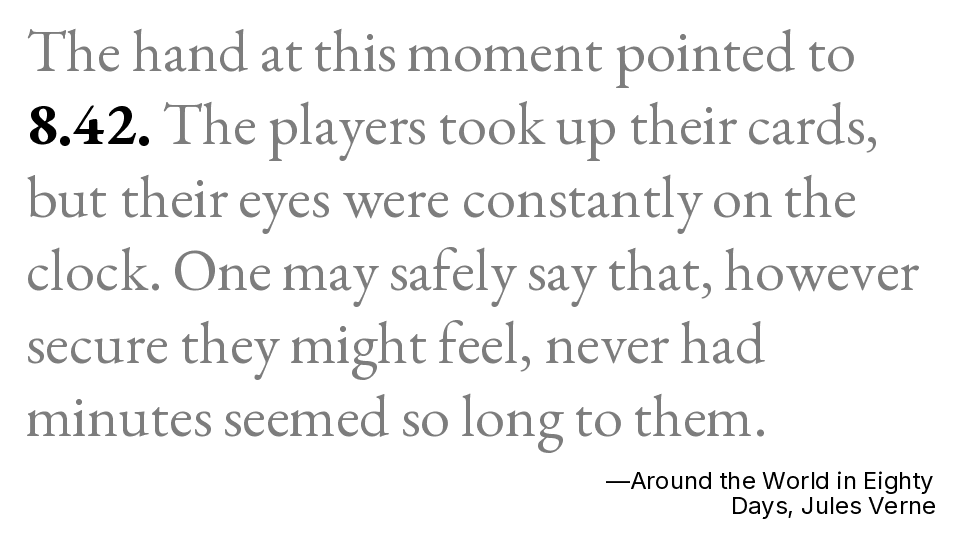 The hand at this moment pointed to
8.42. The players took up their cards,
but their eyes were constantly on the
clock. One may safely say that, however
secure they might feel, never had
minutes seemed so long to them.
—Around the World in Eighty
Days, Jules Verne